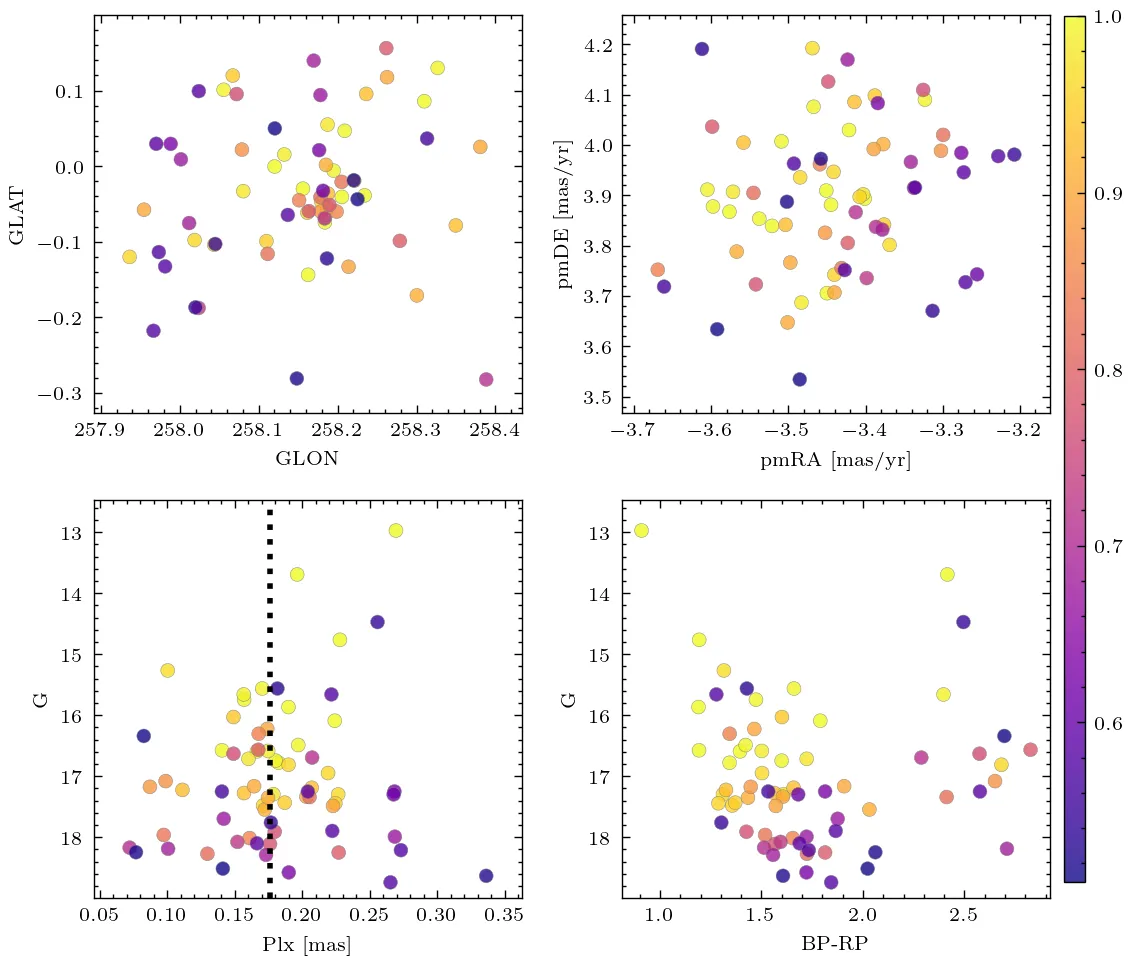 0.1
0.0
−0.1
−0.2
−0.3
GLAT
257.9 258.0 258.1 258.2 258.3 258.4
GLON
4.2
4.1
4.0
3.9
3.8
3.7
3.6
3.5
pmDE [mas/yr]
−3.7 −3.6 −3.5 −3.4 −3.3 −3.2
pmRA [mas/yr]
13
14
15
16
17
18
G
0.05 0.10 0.15 0.20 0.25 0.30 0.35
Plx [mas]
13
14
15
16
17
18
G
1.0 1.5 2.0 2.5
BP-RP
1.0
0.9
0.8
0.7
0.6